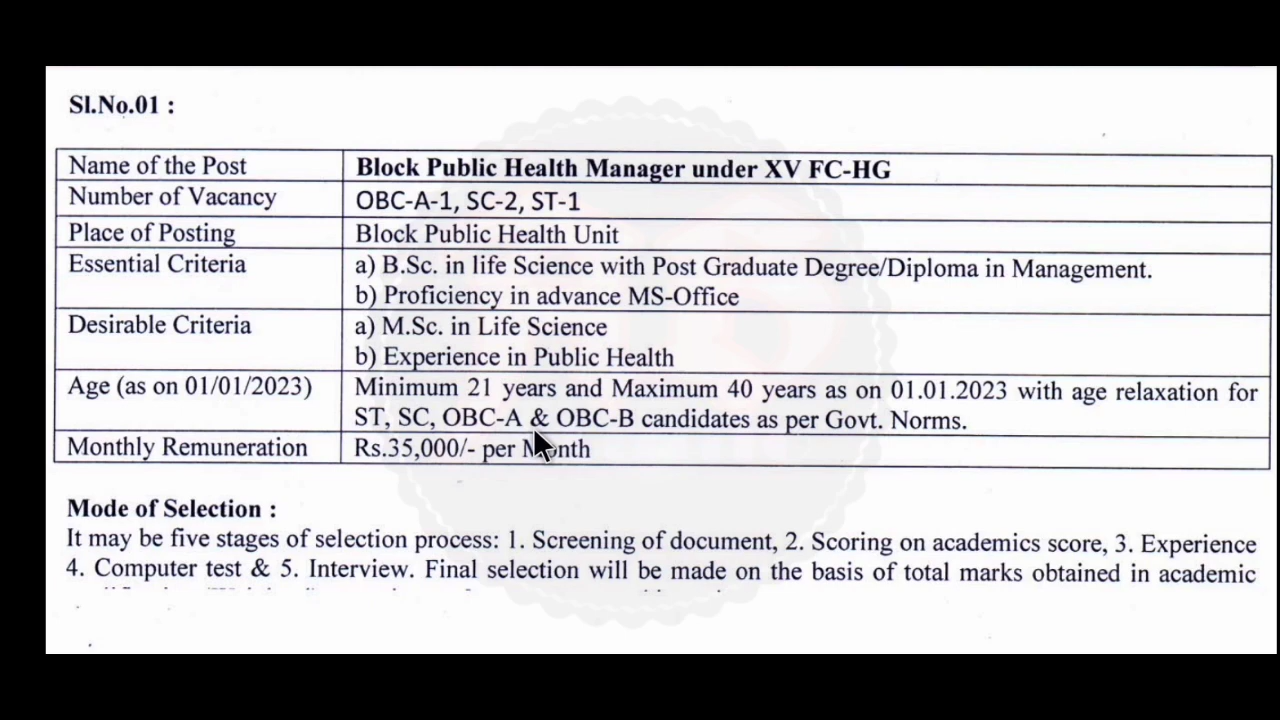 Sl.No.01 :
Name of the Post Block Public Health Manager under XV FC-HG
Number of Vacancy OBC-A-1, SC-2, ST-1
Place of Posting Block Public Health Unit
Essential Criteria a) B.Sc. in life Science with Post Graduate Degree/Diploma in Management.
b) Proficiency in advance MS-Office
Desirable Criteria a) M.Sc. in Life Science
b) Experience in Public Health
Age (as on 01/01/2023) Minimum 21 years and Maximum 40 years as on 01.01.2023 with age relaxation for
ST, SC, OBC-A & OBC-B candidates as per Govt. Norms.
Monthly Remuneration Rs.35,000/- per Month
Mode of Selection :
It may be five stages of selection process: 1. Screening of document, 2. Scoring on academics score, 3. Experience
4. Computer test & 5. Interview. Final selection will be made on the basis of total marks obtained in academic